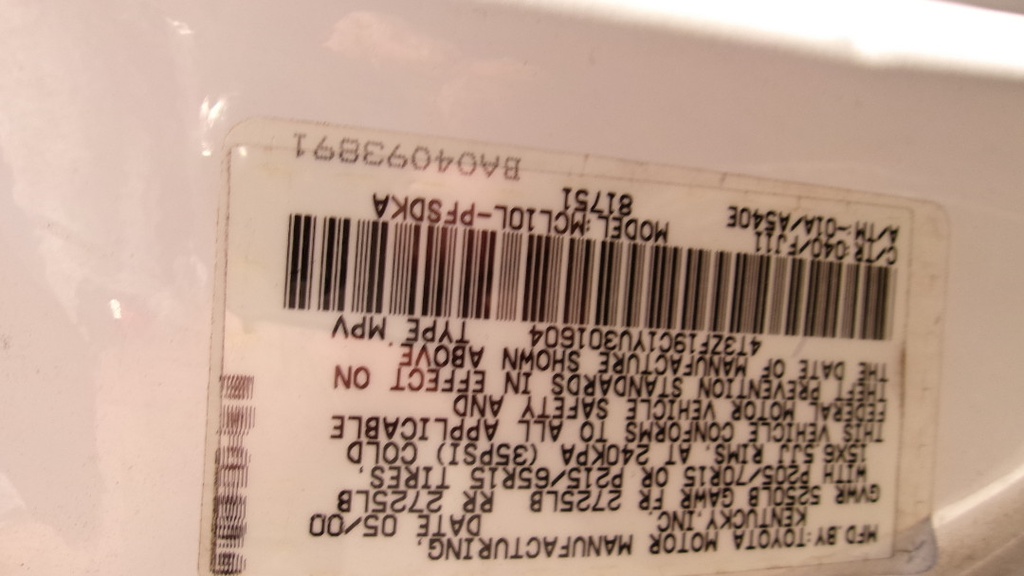 MFD.BY:TOYOTA MOTOR MANUFACTURING,
KENTUCKY,INC. DATE 05/00
GVWR 5250LB GAWR FR 2725LB RR 2725LB
WITH P205/70R15 OR P215/65R15 TIRES,
15X6.5JJ RIMS, AT 240KPA (35PSI) COLD
THIS VEHICLE CONFORMS TO ALL APPLICABLE
FEDERAL MOTOR VEHICLE SAFETY AND
THEFT PREVENTION STANDARDS IN EFFECT ON
THE DATE OF MANUFACTURE SHOWN ABOVE
4T3ZF19C1YU301604 TYPE MPV
C/TR:040/FJ11 MODEL:MCL10L-PFSDKA
A/TM:-01A/A540E 81751
BA04093891